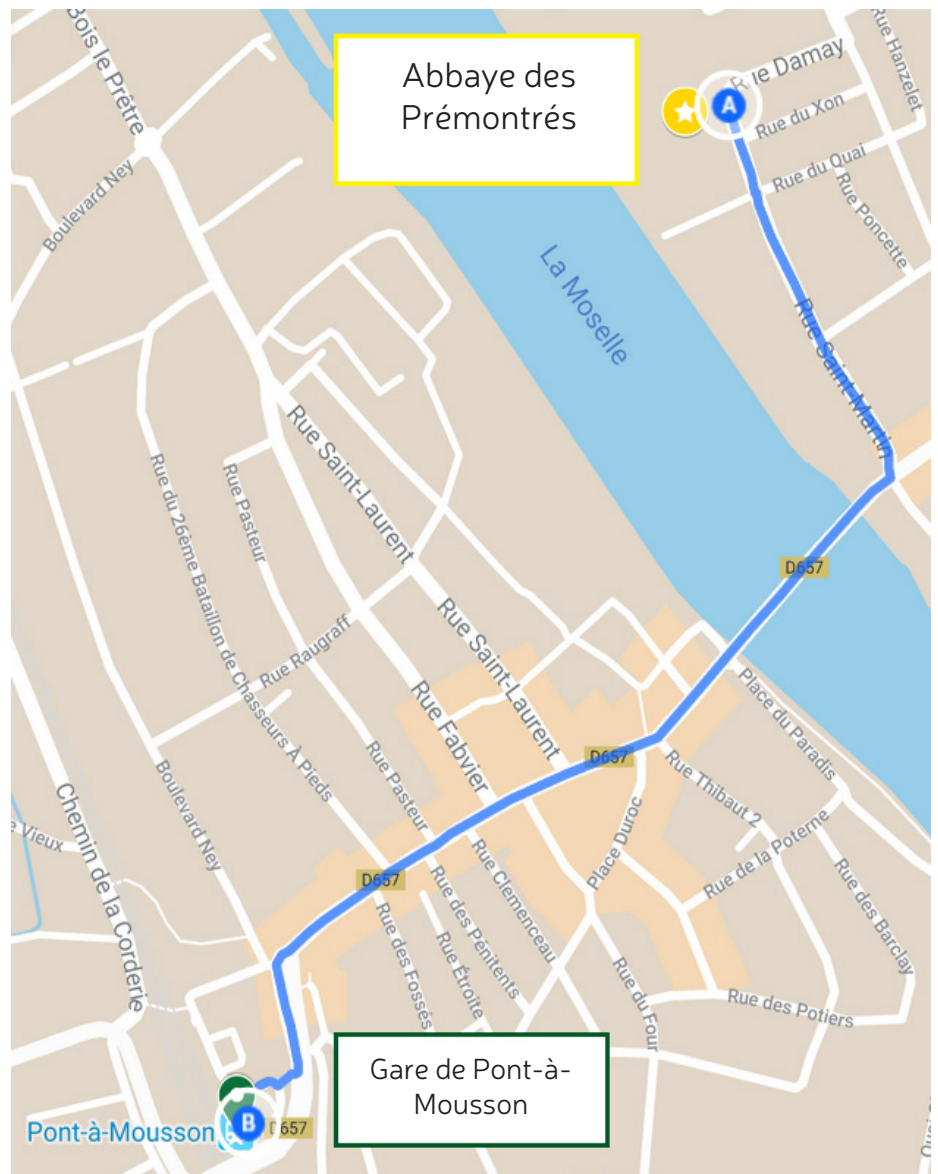 Abbaye des
Prémontrés
Bois le Prêtre
Boulevard Ney
Rue Damay
Rue Hanzelet
A
Rue du Xon
Rue du Quai
Rue Poncette
La Moselle
Rue Saint-Martin
Rue Saint-Laurent
Rue Pasteur
Rue du 26ème Bataillon de Chasseurs À Pieds
D657
Rue Raugraff
Rue Saint-Laurent
Rue Fabvier
Place du Paradis
D657
Rue Thibaut 2
Boulevard Ney
Rue Pasteur
Chemin de la Corderie
Vieux
Place Duroc
Rue de la Poterne
Rue des Barclay
D657
Rue Clemenceau
Rue des Pénitents
Rue Étroite
Rue des Fossés
Rue du Four
Rue des Potiers
Gare de Pont-à-
Mousson
Pont-à-Mousson
B
D657